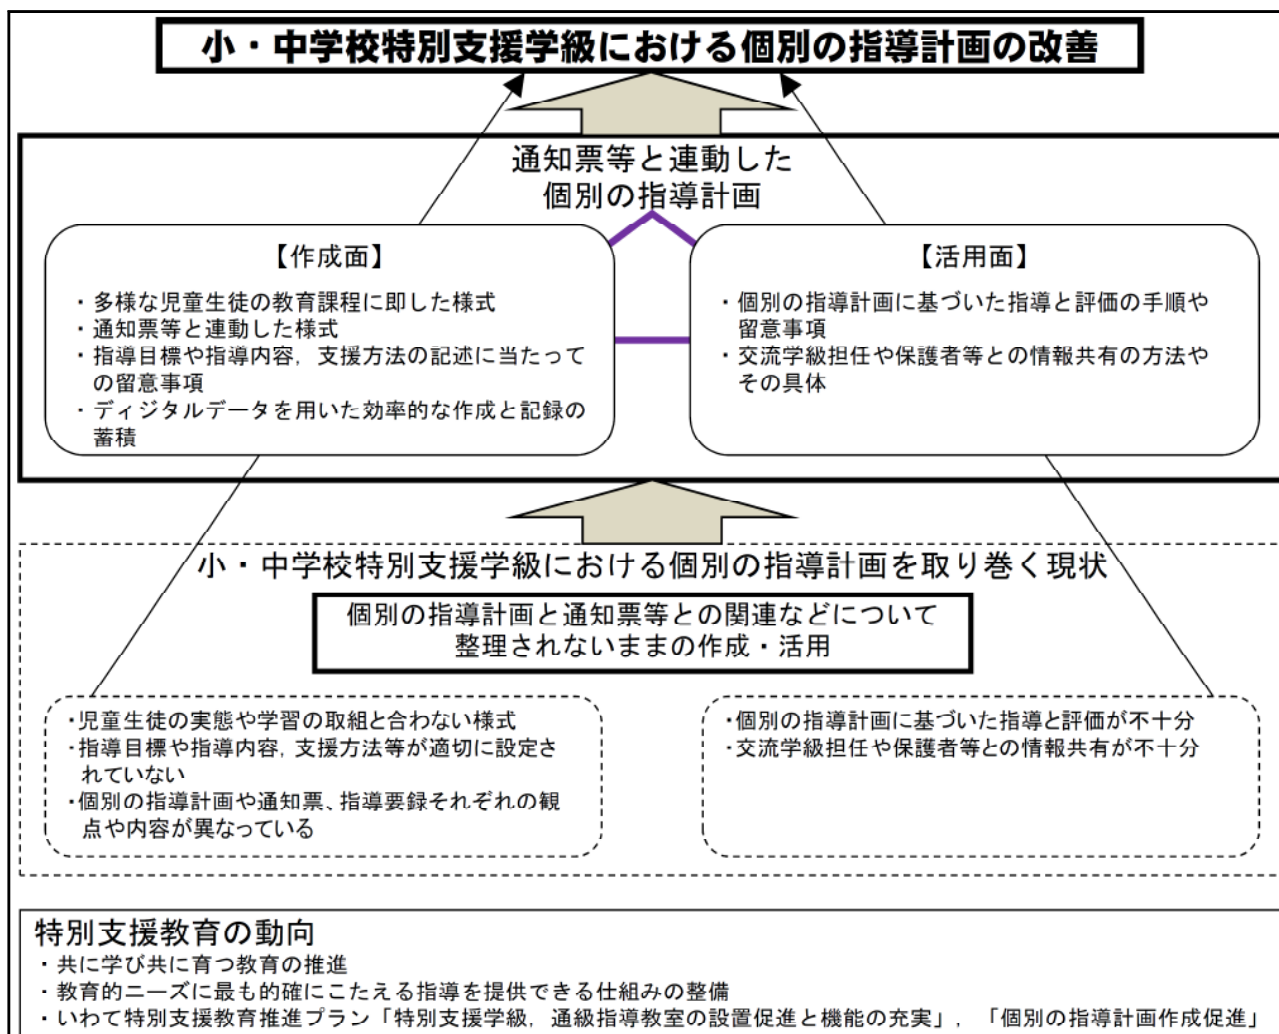 小・中学校特別支援学級における個別の指導計画の改善
通知票等と連動した
個別の指導計画
【作成面】
・多様な児童生徒の教育課程に即した様式
・通知票等と連動した様式
・指導目標や指導内容，支援方法の記述に当たって
の留意事項
・ディジタルデータを用いた効率的な作成と記録の
蓄積
【活用面】
・個別の指導計画に基づいた指導と評価の手順や
留意事項
・交流学級担任や保護者等との情報共有の方法や
その具体
小・中学校特別支援学級における個別の指導計画を取り巻く現状
個別の指導計画と通知票等との関連などについて
整理されないままの作成・活用
・児童生徒の実態や学習の取組と合わない様式
・指導目標や指導内容，支援方法等が適切に設定さ
れていない
・個別の指導計画や通知票、指導要録それぞれの観
点や内容が異なっている
・個別の指導計画に基づいた指導と評価が不十分
・交流学級担任や保護者等との情報共有が不十分
特別支援教育の動向
・共に学び共に育つ教育の推進
・教育的ニーズに最も的確にこたえる指導を提供できる仕組みの整備
・いわて特別支援教育推進プラン「特別支援学級，通級指導教室の設置促進と機能の充実」，「個別の指導計画作成促進」